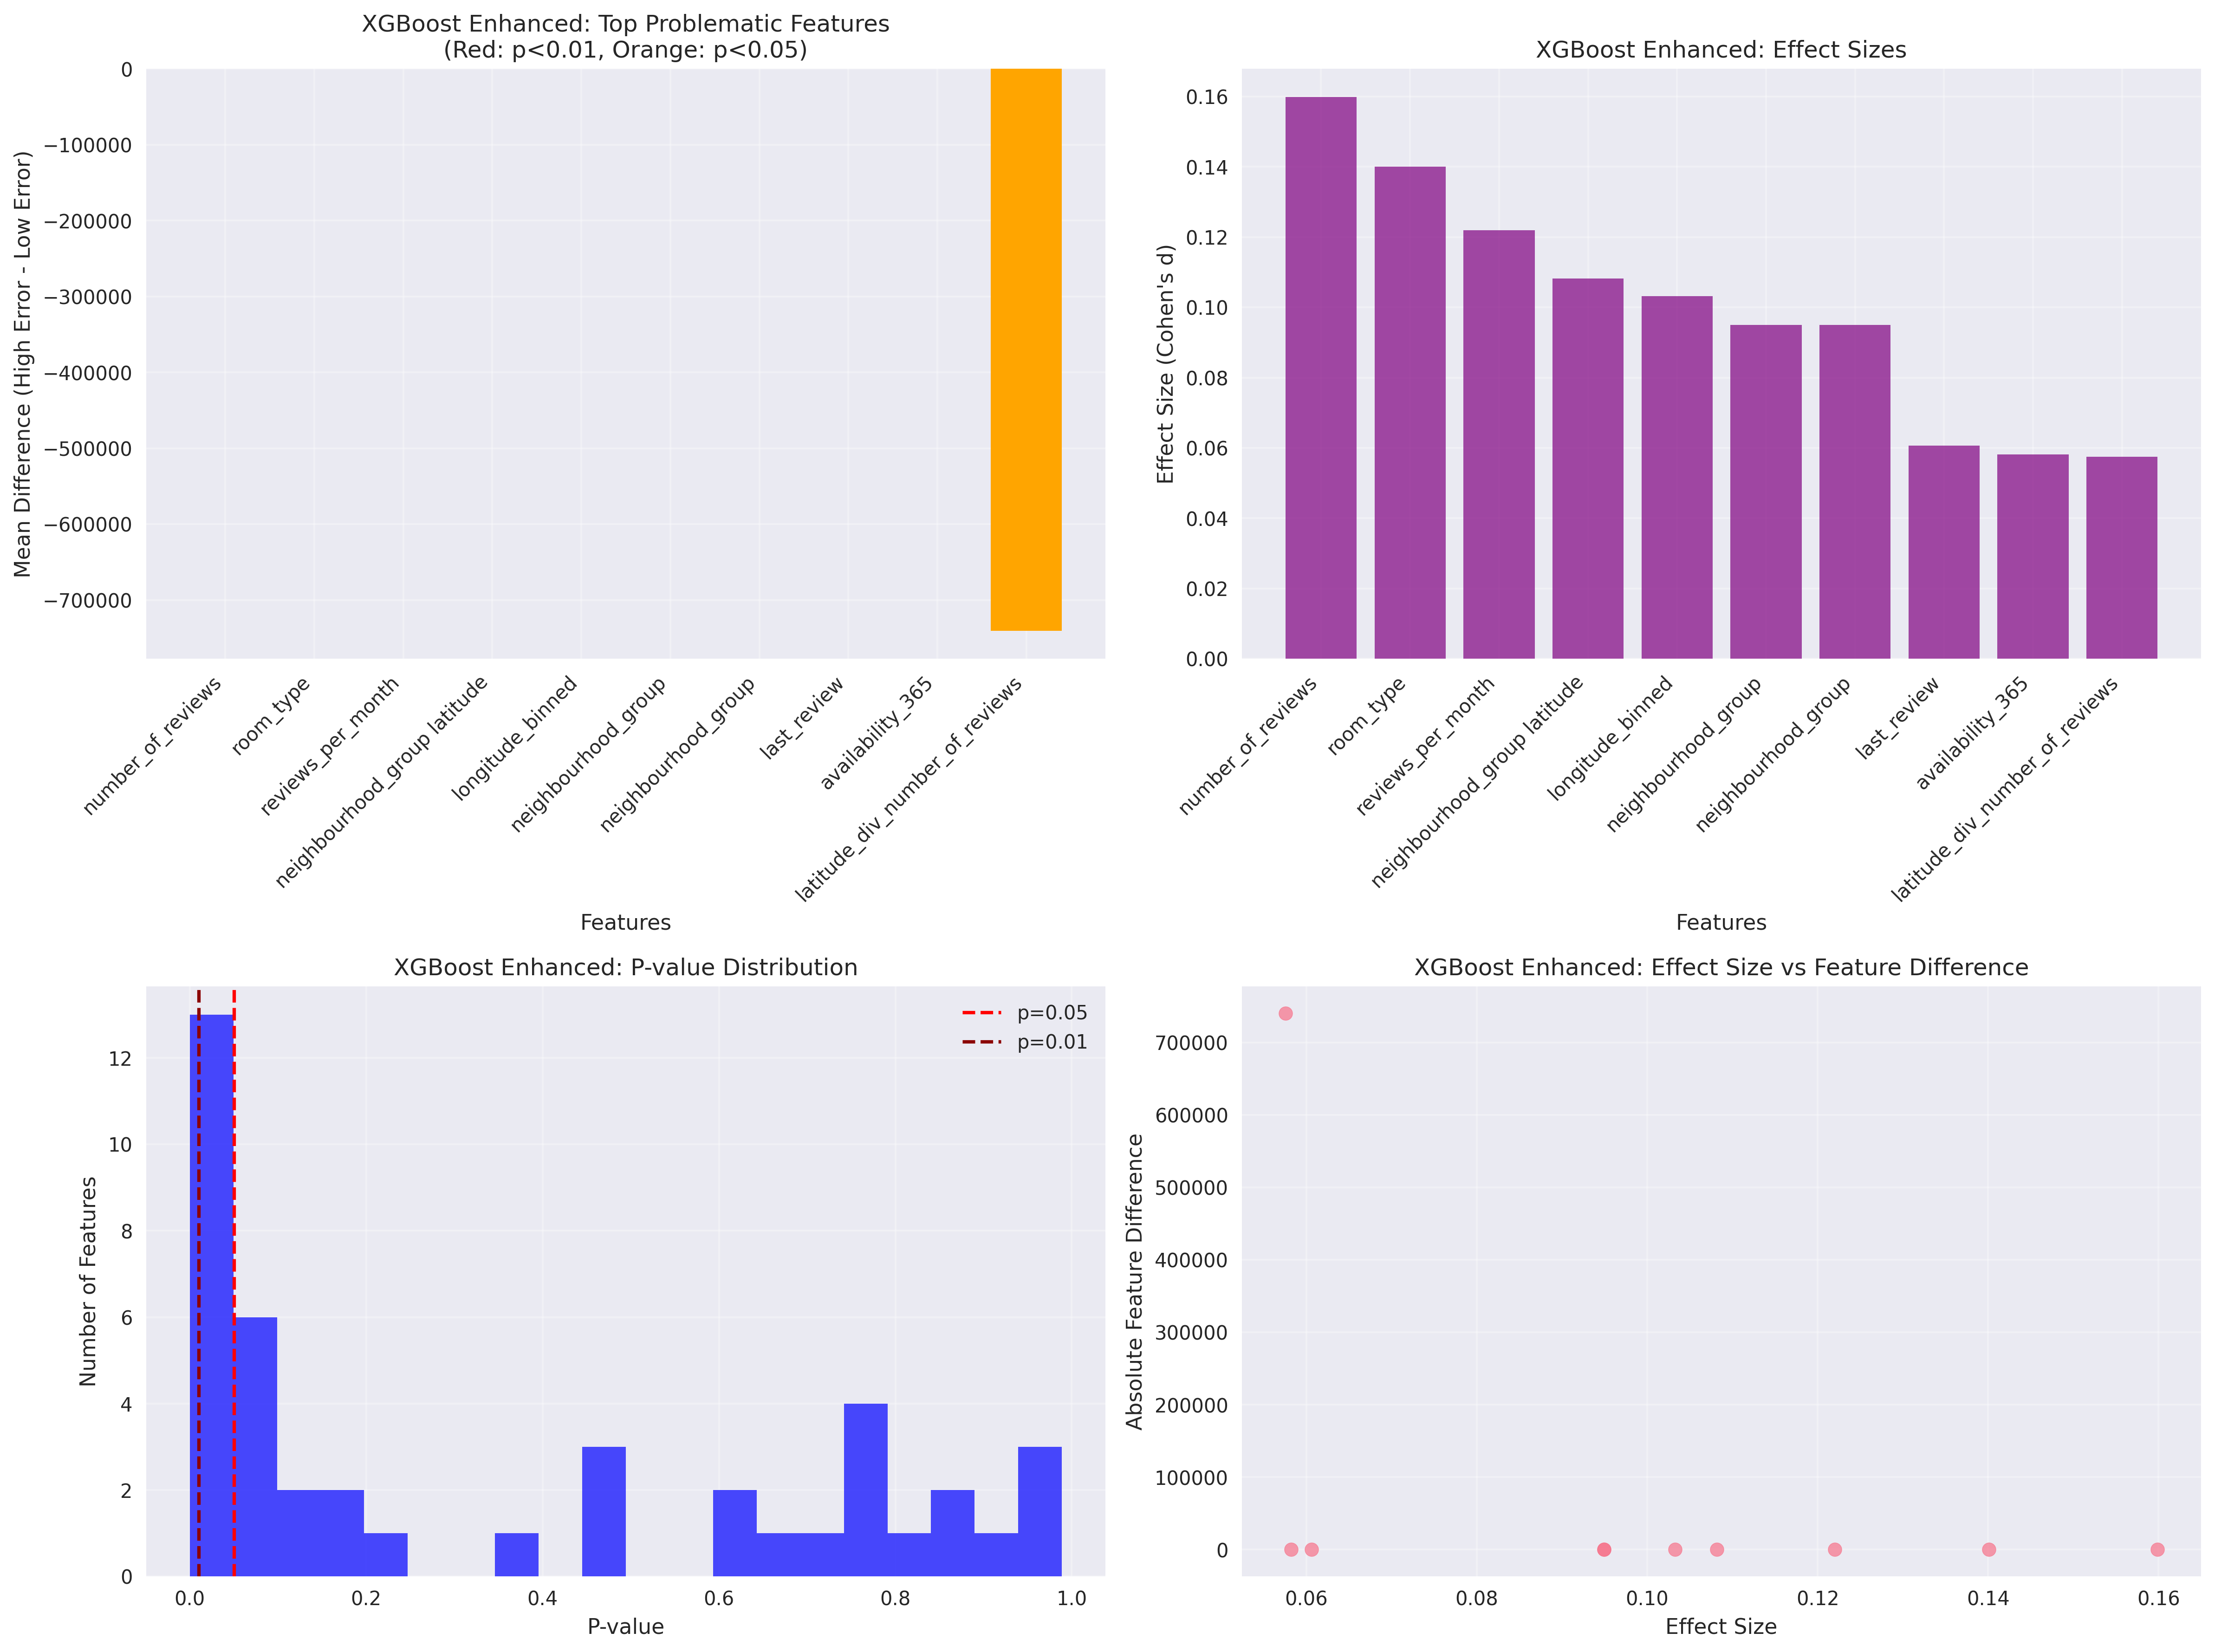 XGBoost Enhanced: Top Problematic Features
(Red: p<0.01, Orange: p<0.05)
Mean Difference (High Error - Low Error)
0
−100000
−200000
−300000
−400000
−500000
−600000
−700000
number_of_reviews
room_type
reviews_per_month
neighbourhood_group latitude
longitude_binned
neighbourhood_group
neighbourhood_group
last_review
availability_365
latitude_div_number_of_reviews
Features
XGBoost Enhanced: Effect Sizes
Effect Size (Cohen's d)
0.16
0.14
0.12
0.10
0.08
0.06
0.04
0.02
0.00
number_of_reviews
room_type
reviews_per_month
neighbourhood_group latitude
longitude_binned
neighbourhood_group
neighbourhood_group
last_review
availability_365
latitude_div_number_of_reviews
Features
XGBoost Enhanced: P-value Distribution
Number of Features
12
10
8
6
4
2
0
p=0.05
p=0.01
0.0
0.2
0.4
0.6
0.8
1.0
P-value
XGBoost Enhanced: Effect Size vs Feature Difference
Absolute Feature Difference
700000
600000
500000
400000
300000
200000
100000
0
0.06
0.08
0.10
0.12
0.14
0.16
Effect Size